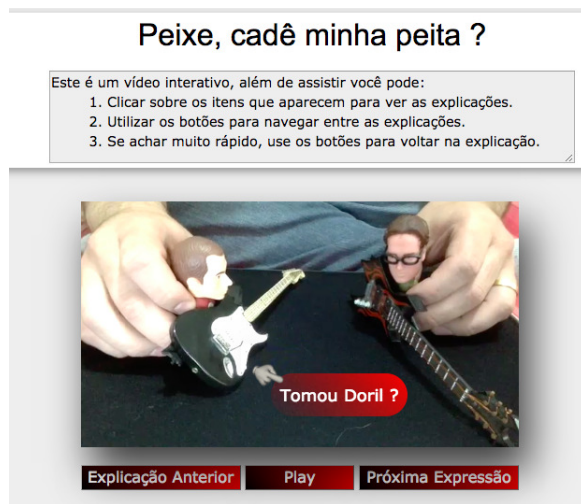 Peixe, cadê minha peita ?
Este é um vídeo interativo, além de assistir você pode:
1. Clicar sobre os itens que aparecem para ver as explicações.
2. Utilizar os botões para navegar entre as explicações.
3. Se achar muito rápido, use os botões para voltar na explicação.
Tomou Doril ?
Explicação Anterior Play Próxima Expressão